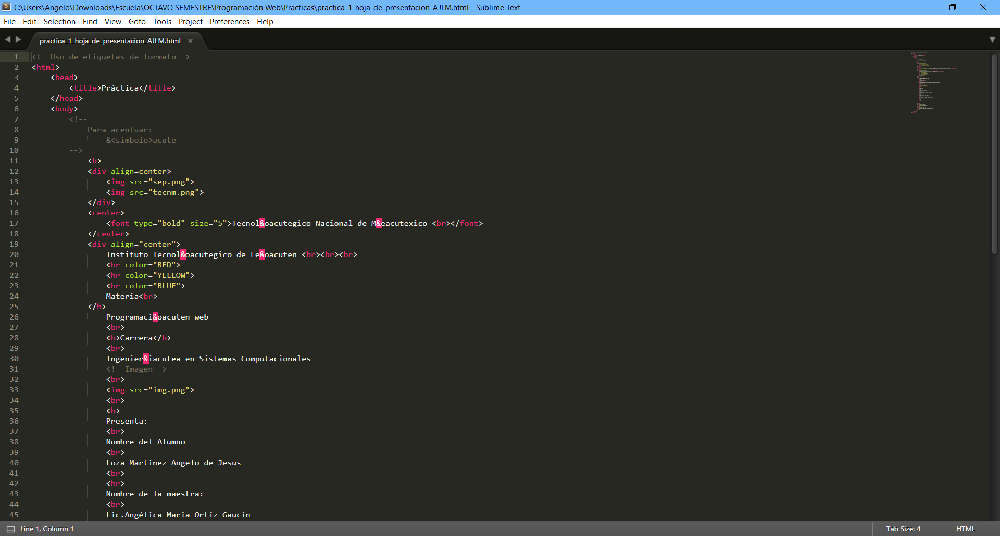 C:\Users\Angelo\Downloads\Escuela\OCTAVO SEMESTRE\Programación Web\Practicas\practica_1_hoja_de_presentacion_AJLM.html - Sublime Text
File Edit Selection Find View Goto Tools Project Preferences Help
practica_1_hoja_de_presentacion_AJLM.html ×
1 <!--Uso de etiquetas de formato-->
2 <html>
3 <head>
4 <title>Práctica</title>
5 </head>
6 <body>
7 <!--
8 Para acentuar:
9 &<simbolo>acute
10 -->
11 <b>
12 <div align=center>
13 <img src="sep.png">
14 <img src="tecnm.png">
15 </div>
16 <center>
17 <font type="bold" size="5">Tecnol&oacutegico Nacional de M&eacutexico <br></font>
18 </center>
19 <div align="center">
20 Instituto Tecnol&oacutegico de Le&oacuten <br><br><br>
21 <hr color="RED">
22 <hr color="YELLOW">
23 <hr color="BLUE">
24 Materia<br>
25 </b>
26 Programaci&oacuten web
27 <br>
28 <b>Carrera</b>
29 <br>
30 Ingenier&iacutea en Sistemas Computacionales
31 <!--Imagen-->
32 <br>
33 <img src="img.png">
34 <br>
35 <b>
36 Presenta:
37 <br>
38 Nombre del Alumno
39 <br>
40 Loza Martinez Angelo de Jesus
41 <br>
42 <br>
43 Nombre de la maestra:
44 <br>
45 Lic.Angélica Maria Ortíz Gaucín
Line 1, Column 1 Tab Size: 4 HTML